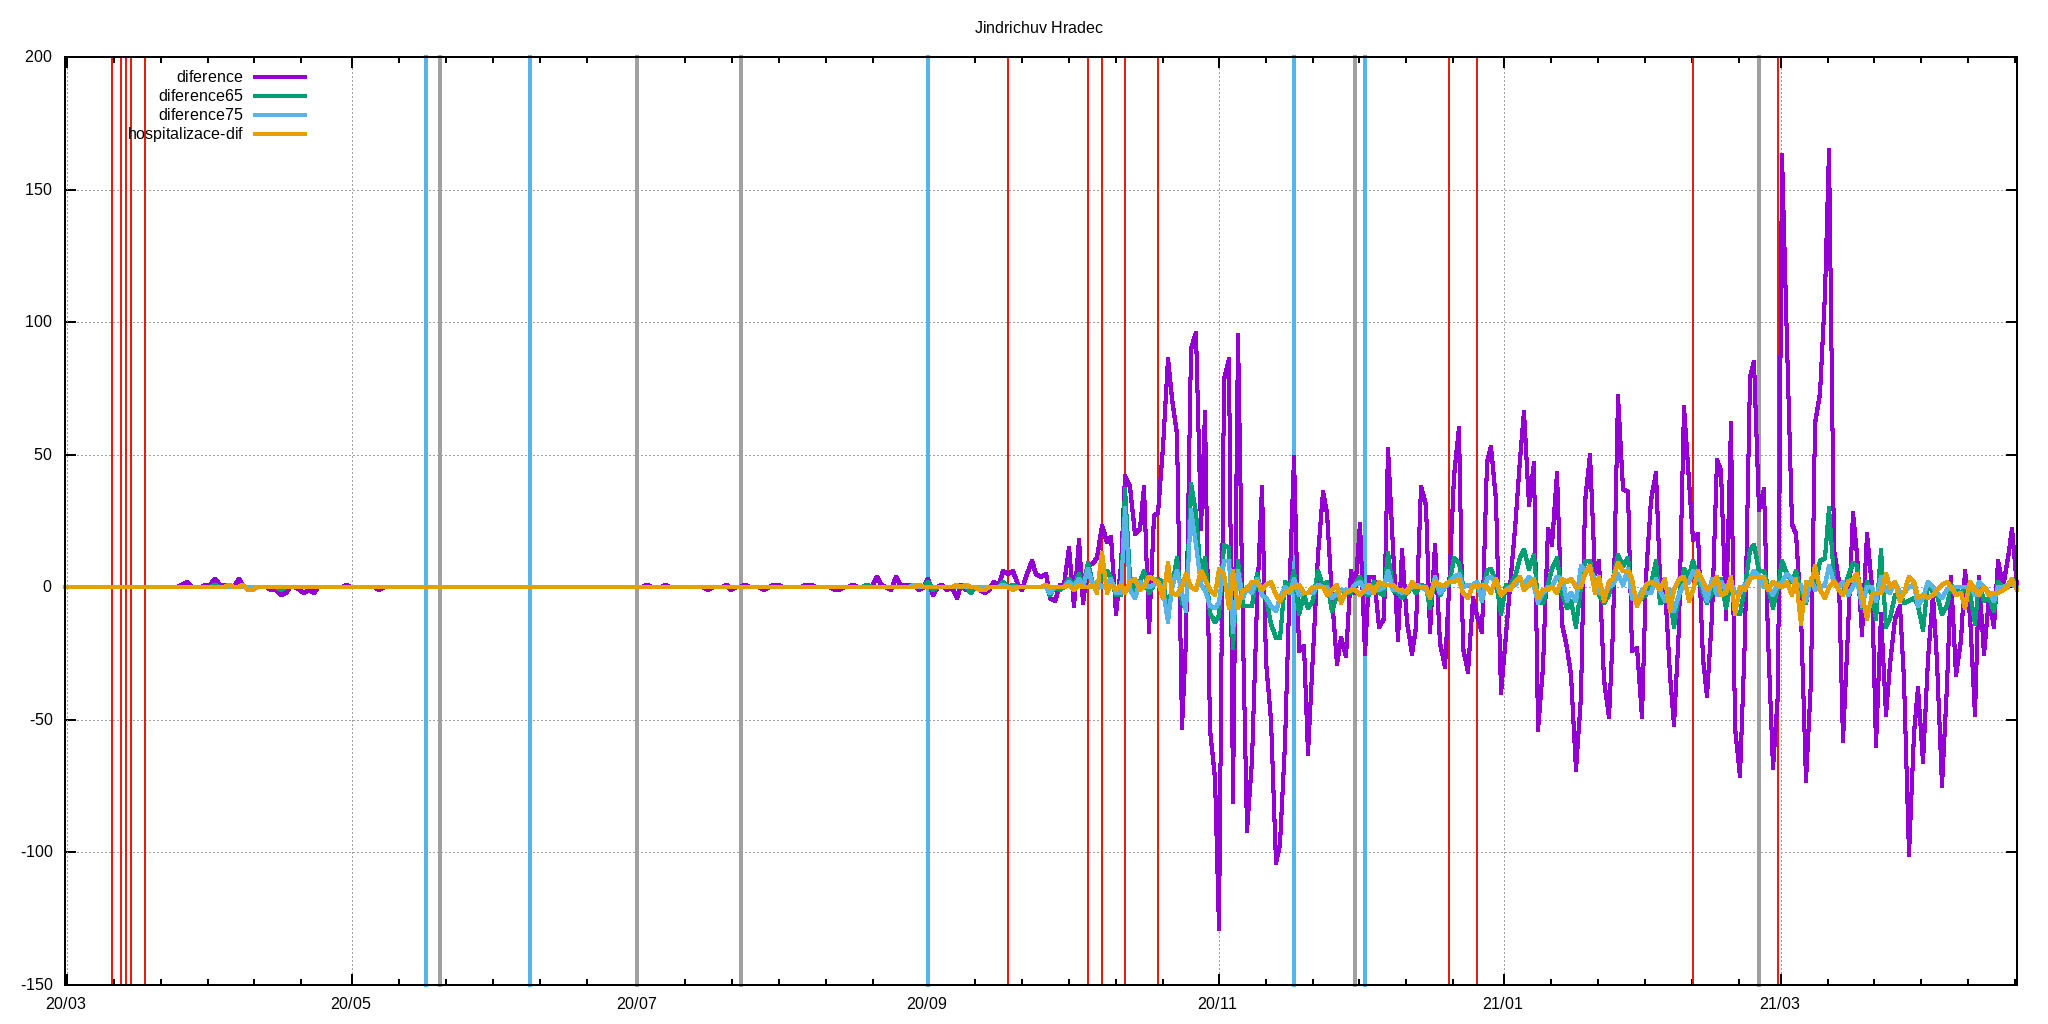 Jindrichuv Hradec
200
150
100
50
0
-50
-100
-150
diference
diference65
diference75
hospitalizace-dif
20/03 20/05 20/07 20/09 20/11 21/01 21/03